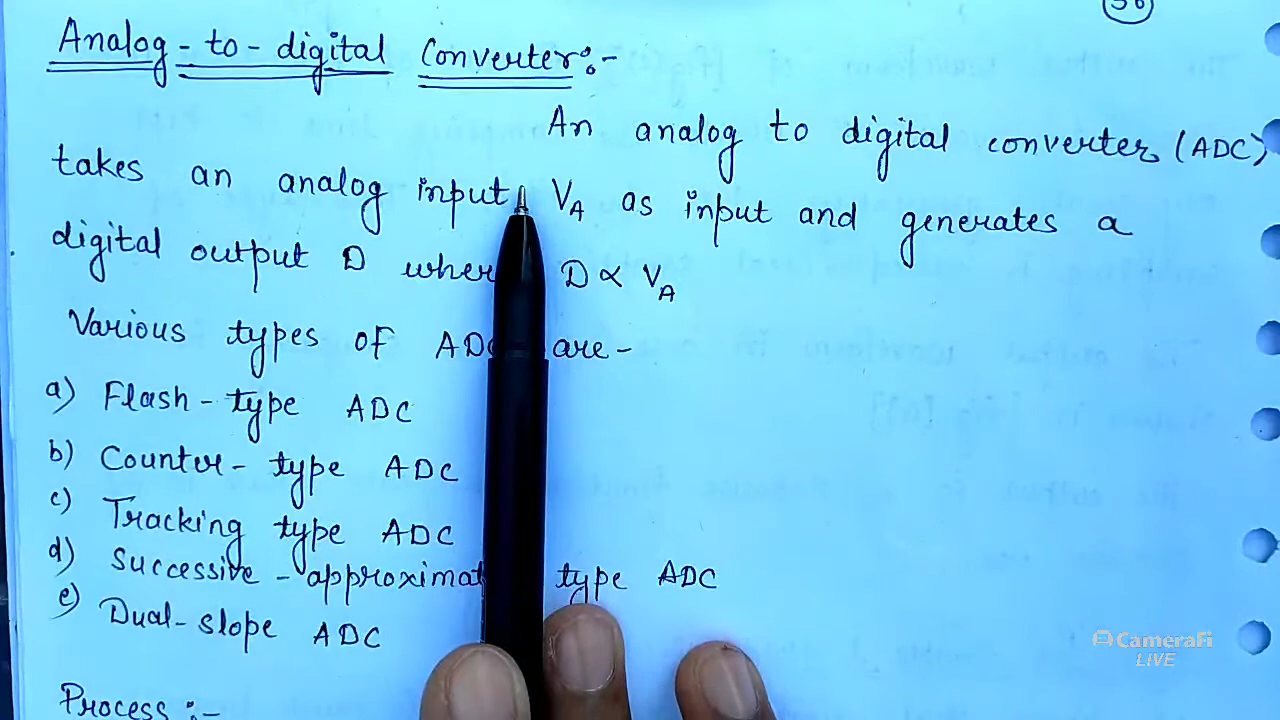 Analog-to-digital Converter:-
An analog to digital converter (ADC)
takes an analog input VA as input and generates a
digital output D wher D ∝ VA
Various types of ADC are-
a) Flash-type ADC
b) Counter-type ADC
c) Tracking type ADC
d) Successive-approximat type ADC
e) Dual-slope ADC
Process:-
CameraFi
LIVE